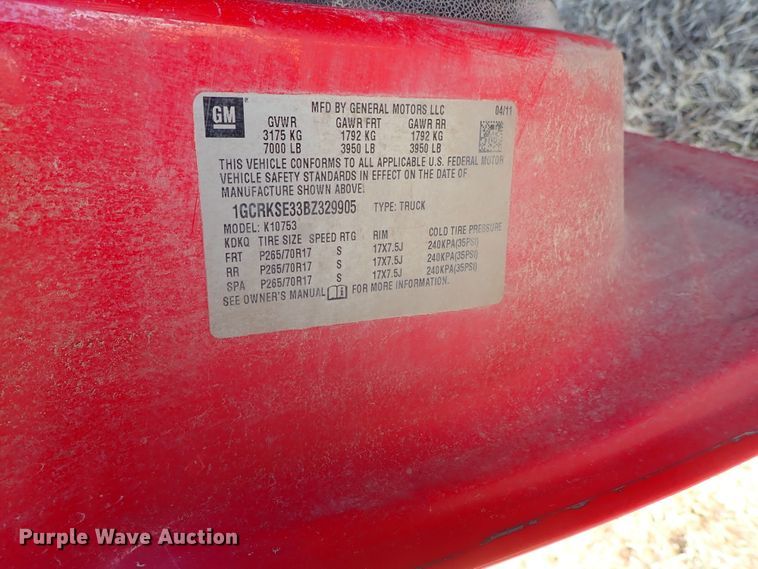 GM
MFD BY GENERAL MOTORS LLC 04/11
GVWR GAWR FRT GAWR RR
3175 KG 1792 KG 1792 KG
7000 LB 3950 LB 3950 LB
THIS VEHICLE CONFORMS TO ALL APPLICABLE U.S. FEDERAL MOTOR
VEHICLE SAFETY STANDARDS IN EFFECT ON THE DATE OF
MANUFACTURE SHOWN ABOVE.
1GCRKSE33BZ329905 TYPE: TRUCK
MODEL: K10753
KDKQ TIRE SIZE SPEED RTG RIM COLD TIRE PRESSURE
FRT P265/70R17 S 17X7.5J 240KPA(35PSI)
RR P265/70R17 S 17X7.5J 240KPA(35PSI)
SPA P265/70R17 S 17X7.5J 240KPA(35PSI)
SEE OWNER'S MANUAL FOR MORE INFORMATION.
Purple Wave Auction